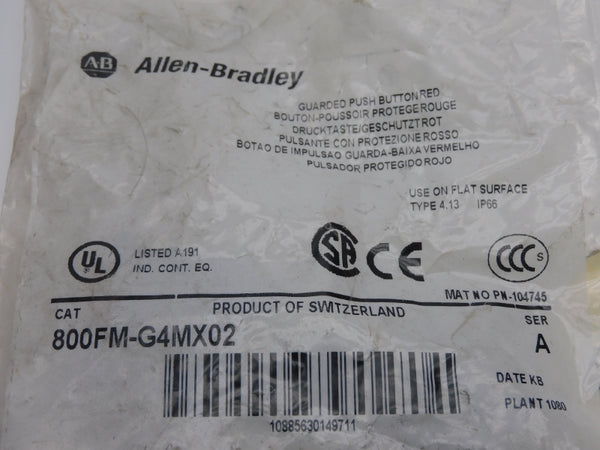 AB Allen-Bradley
GUARDED PUSH BUTTON RED
BOUTON-POUSSOIR PROTEGE ROUGE
DRUCKTASTE/GESCHUTZT ROT
PULSANTE CON PROTEZIONE ROSSO
BOTAO DE IMPULSAO GUARDA-BAIXA VERMELHO
PULSADOR PROTEGIDO ROJO
USE ON FLAT SURFACE
TYPE 4.13 IP66
UL
LISTED A191
IND. CONT. EQ.
SA CE CCC S
MAT NO PN-104745
CAT
PRODUCT OF SWITZERLAND
SER
800FM-G4MX02
A
DATE KB
PLANT 1080
10885630149711